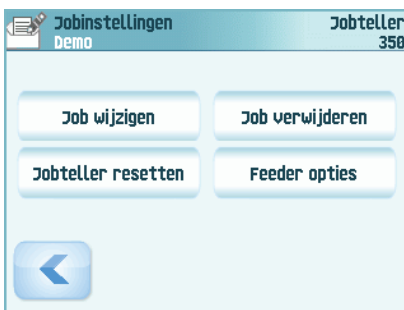 Jobinstellingen Jobteller
Demo 350
Job wijzigen Job verwijderen
Jobteller resetten Feeder opties